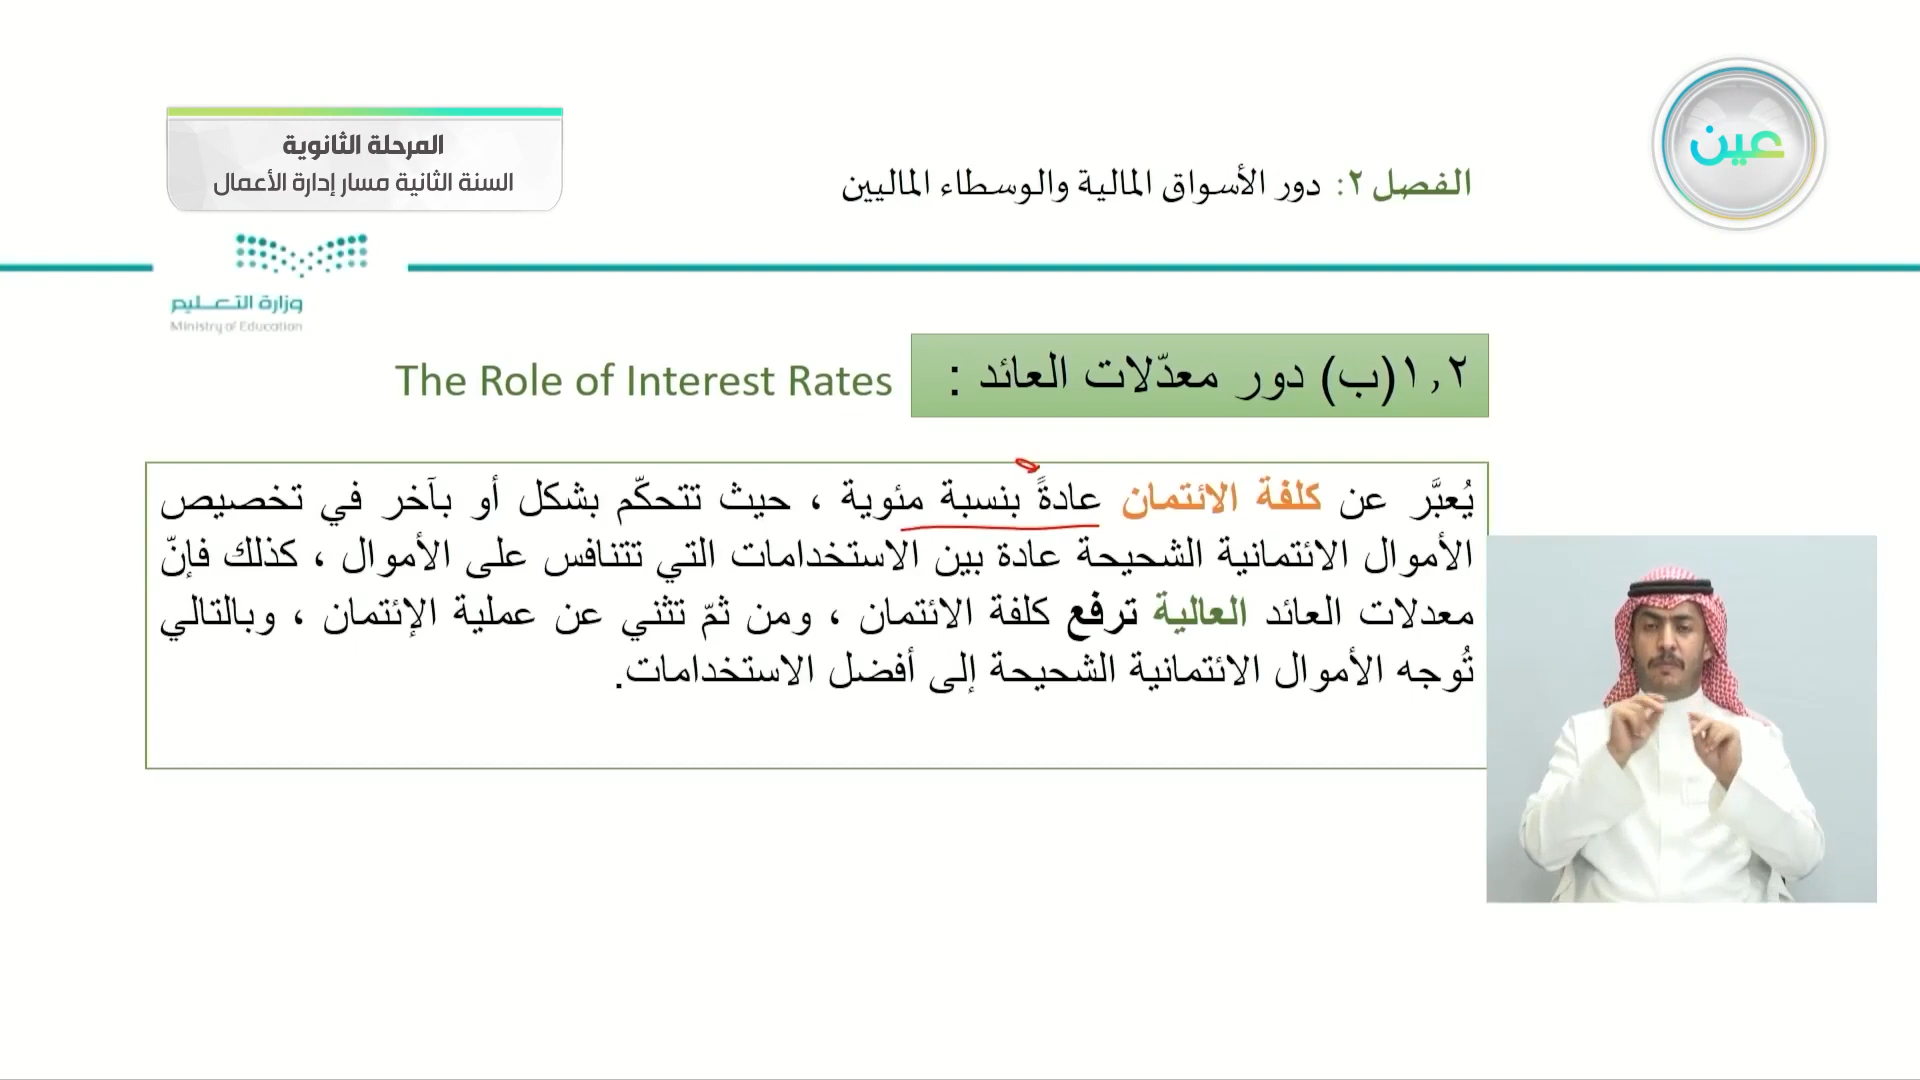 عين
المرحلة الثانوية
السنة الثانية مسار إدارة الأعمال
الفصل ٢: دور الأسواق المالية والوسطاء الماليين
وزارة التعـليم
Ministry of Education
١,٢(ب) دور معدّلات العائد :
The Role of Interest Rates
يُعبَّر عن كلفة الائتمان عادةً بنسبة مئوية ، حيث تتحكّم بشكل أو بآخر في تخصيص
الأموال الائتمانية الشحيحة عادة بين الاستخدامات التي تتنافس على الأموال ، كذلك فإنّ
معدلات العائد العالية ترفع كلفة الائتمان ، ومن ثمّ تثني عن عملية الإئتمان ، وبالتالي
تُوجه الأموال الائتمانية الشحيحة إلى أفضل الاستخدامات.